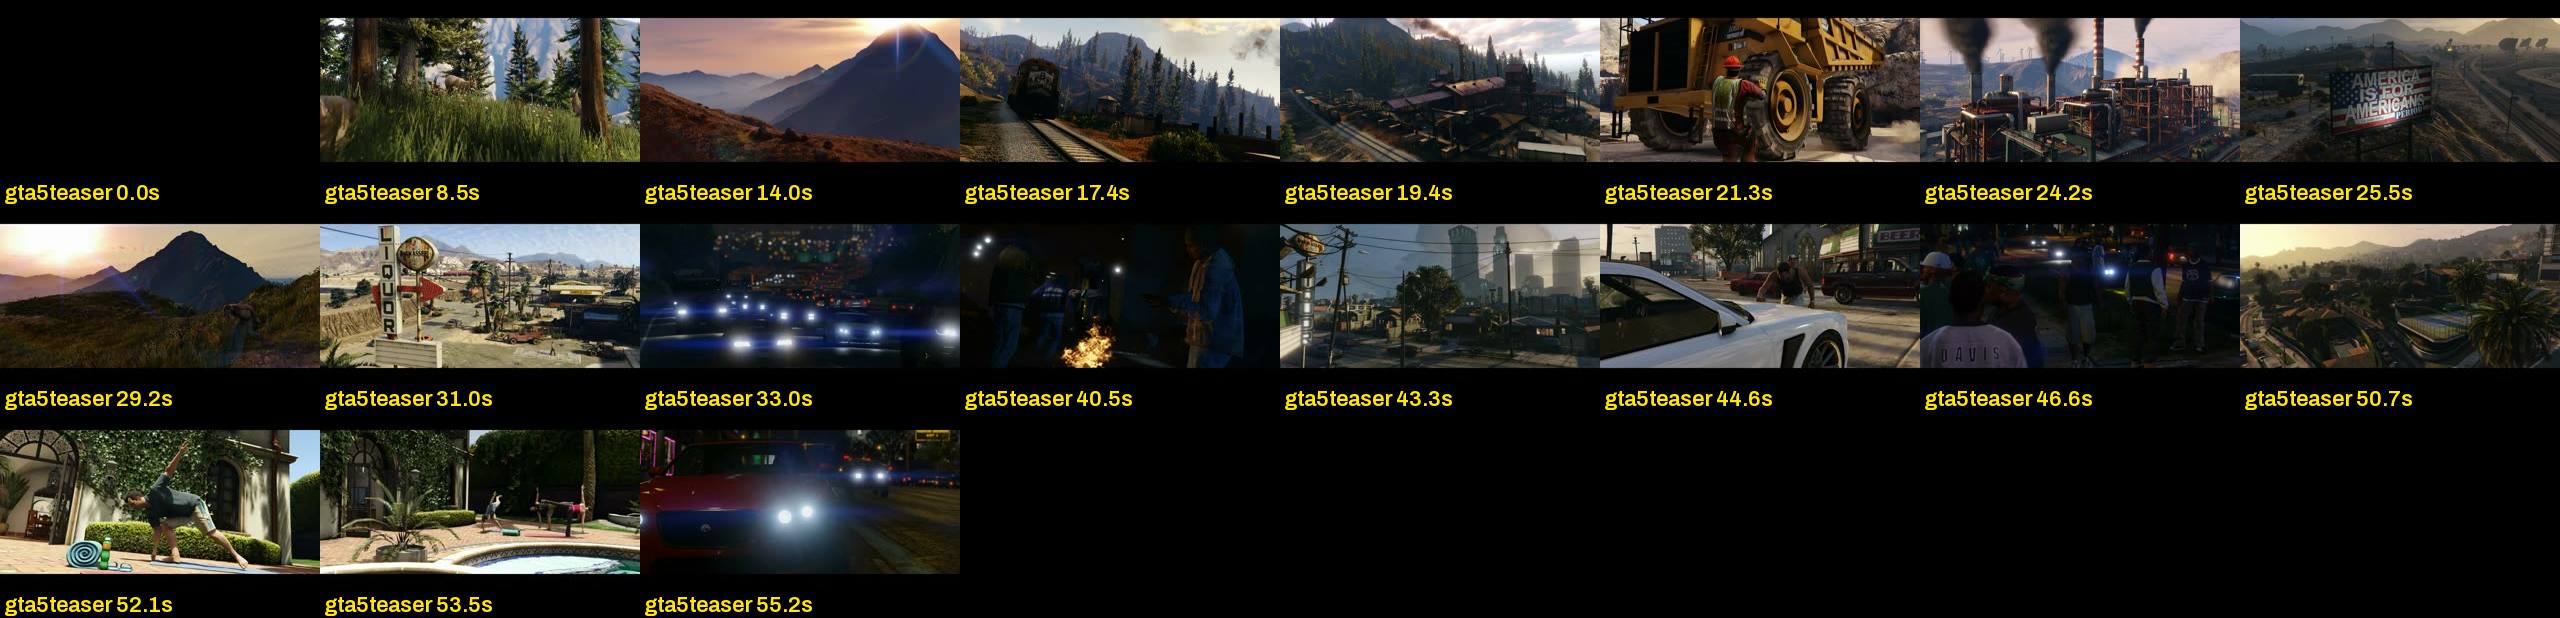 gta5teaser 0.0s
gta5teaser 8.5s
gta5teaser 14.0s
gta5teaser 17.4s
gta5teaser 19.4s
gta5teaser 21.3s
gta5teaser 24.2s
AMERICA
IS FOR
AMERICANS
PERIOD
gta5teaser 25.5s
gta5teaser 29.2s
LIQUOR
gta5teaser 31.0s
gta5teaser 33.0s
gta5teaser 40.5s
gta5teaser 43.3s
BEER
gta5teaser 44.6s
DAVIS
gta5teaser 46.6s
gta5teaser 50.7s
gta5teaser 52.1s
gta5teaser 53.5s
gta5teaser 55.2s